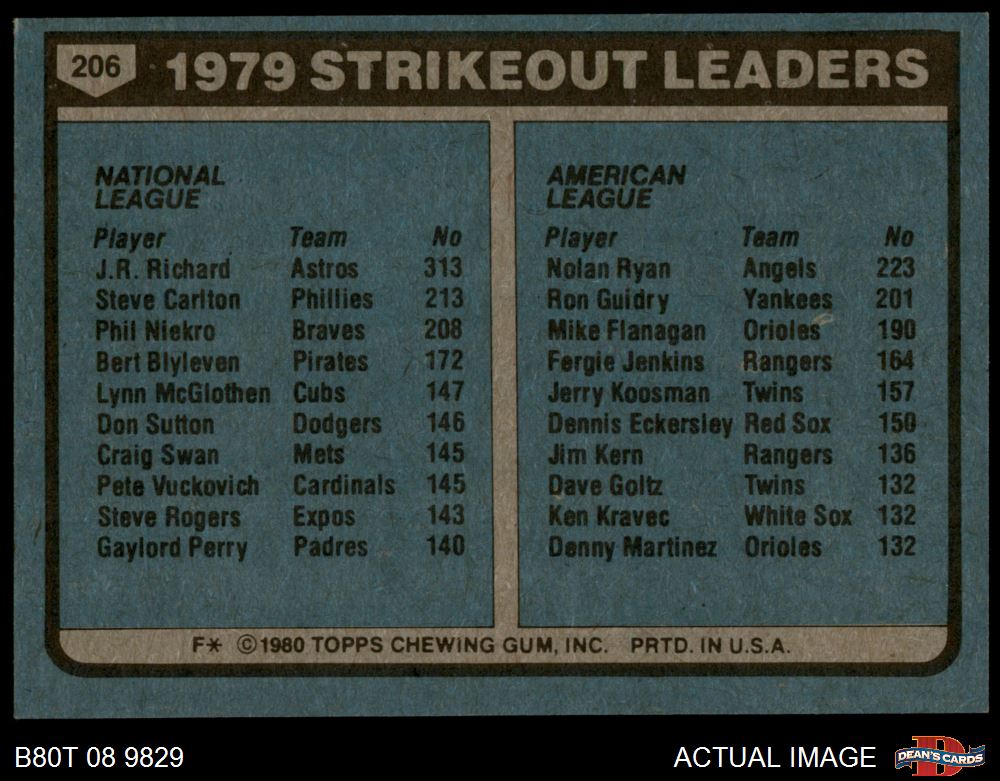 206 1979 STRIKEOUT LEADERS
NATIONAL
LEAGUE
Player Team No
J.R. Richard Astros 313
Steve Carlton Phillies 213
Phil Niekro Braves 208
Bert Blyleven Pirates 172
Lynn McGlothen Cubs 147
Don Sutton Dodgers 146
Craig Swan Mets 145
Pete Vuckovich Cardinals 145
Steve Rogers Expos 143
Gaylord Perry Padres 140
AMERICAN
LEAGUE
Player Team No
Nolan Ryan Angels 223
Ron Guidry Yankees 201
Mike Flanagan Orioles 190
Fergie Jenkins Rangers 164
Jerry Koosman Twins 157
Dennis Eckersley Red Sox 150
Jim Kern Rangers 136
Dave Goltz Twins 132
Ken Kravec White Sox 132
Denny Martinez Orioles 132
F* ©1980 TOPPS CHEWING GUM, INC. PRTD. IN U.S.A.
B80T 08 9829 ACTUAL IMAGE
D
DEAN'S CARDS